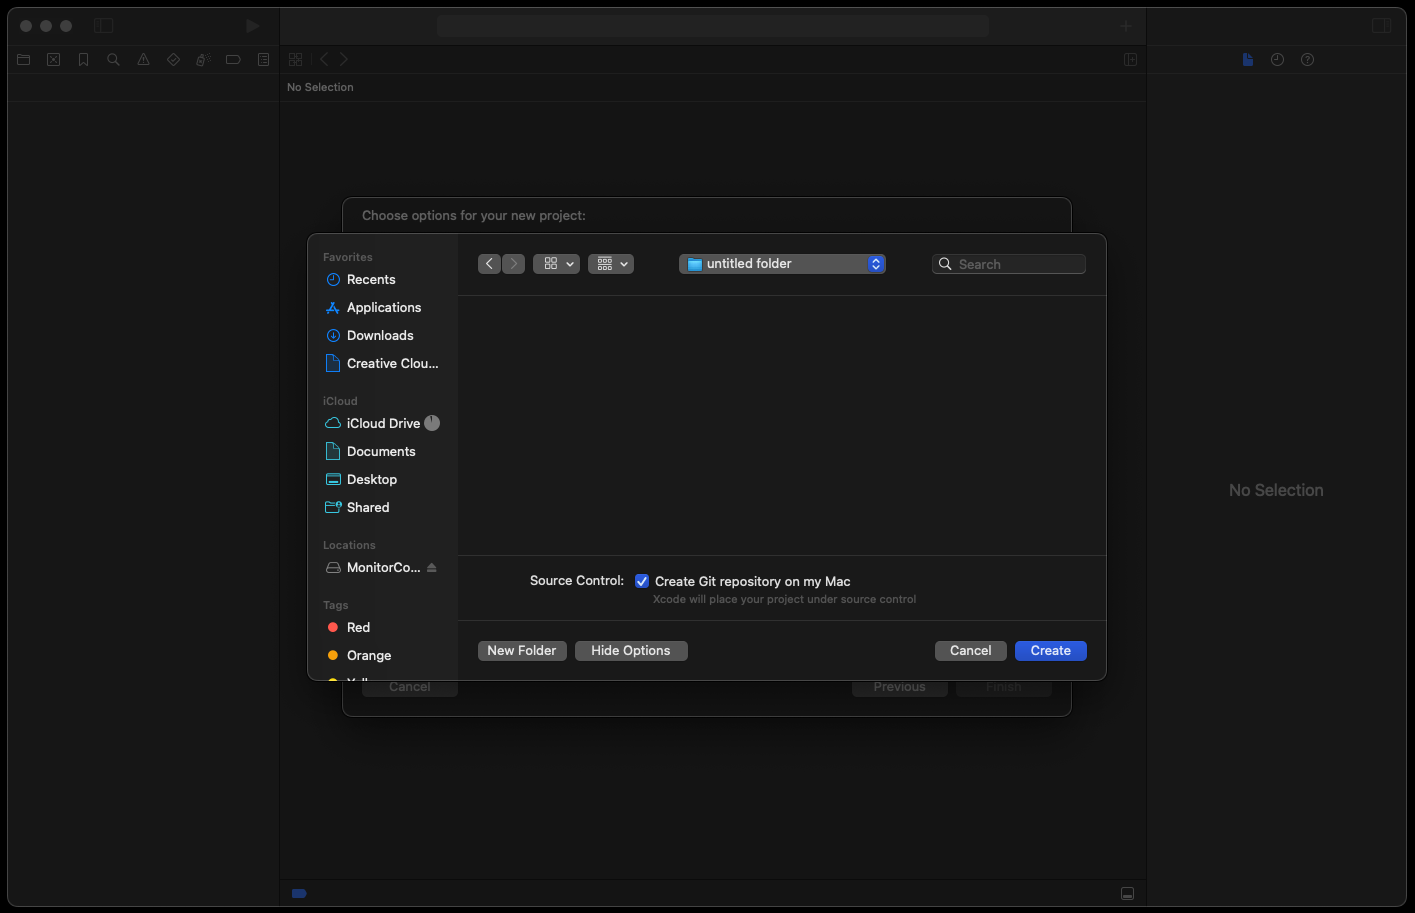 No Selection
Choose options for your new project:
Favorites
Recents
Applications
Downloads
Creative Clou...
iCloud
iCloud Drive
Documents
Desktop
Shared
Locations
MonitorCo...
Tags
Red
Orange
untitled folder
Search
Source Control: Create Git repository on my Mac
Xcode will place your project under source control
New Folder Hide Options Cancel Create
Cancel Previous Finish
No Selection